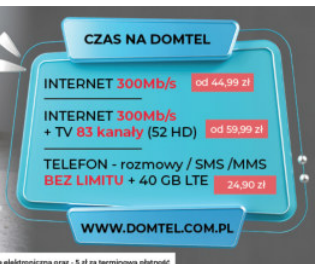 CZAS NA DOMTEL
INTERNET 300Mb/s od 44,99 zł
INTERNET 300Mb/s
+ TV 83 kanały (52 HD) od 59,99 zł
TELEFON - rozmowy / SMS /MMS
BEZ LIMITU + 40 GB LTE 24,90 zł
WWW.DOMTEL.COM.PL
elektroniczna oraz - 5 zł za terminową płatność